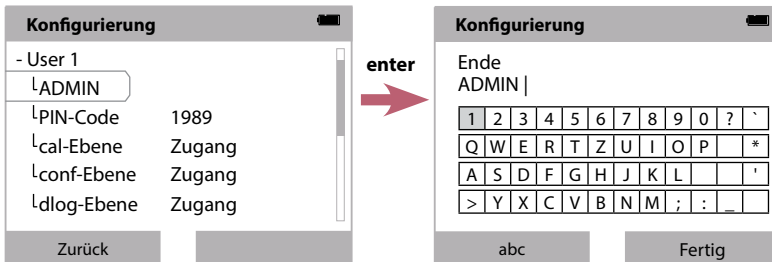 Konfigurierung
- User 1
└ADMIN
└PIN-Code 1989
└cal-Ebene Zugang
└conf-Ebene Zugang
└dlog-Ebene Zugang
Zurück
enter
Konfigurierung
Ende
ADMIN |
1 2 3 4 5 6 7 8 9 0 ? `
Q W E R T Z U I O P *
A S D F G H J K L '
> Y X C V B N M ; : _
abc Fertig